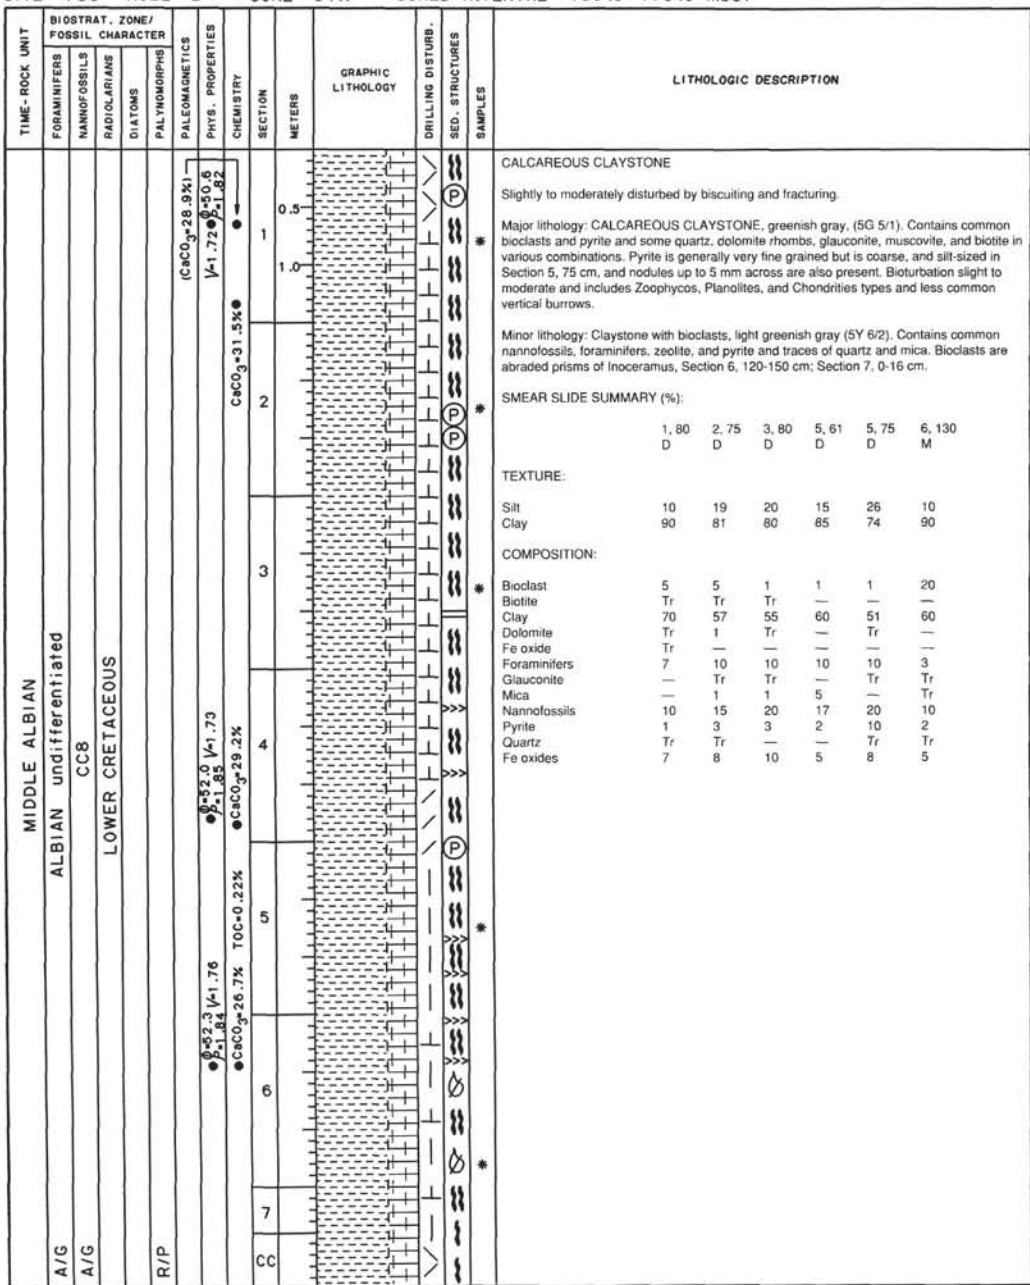 TIME-ROCK UNIT
BIOSTRAT. ZONE/
FOSSIL CHARACTER
FORAMINIFERS
NANNOFOSSILS
RADIOLARIANS
DIATOMS
PALYNOMORPHS
PALEOMAGNETICS
PHYS. PROPERTIES
CHEMISTRY
SECTION
METERS
GRAPHIC
LITHOLOGY
DRILLING DISTURB.
SED. STRUCTURES
SAMPLES
LITHOLOGIC DESCRIPTION
MIDDLE ALBIAN
ALBIAN undifferentiated
A/G
CC8
A/G
LOWER CRETACEOUS
R/P
(CaCO3=28.9%)
V-1.72 Φ=50.6
P=1.82
CaCO3=31.5%
Φ=52.0 V-1.73
P=1.85
CaCO3=29.2%
TOC=0.22%
Φ=52.3 V-1.76
P=1.84
CaCO3=26.7%
1
0.5
1.0
2
3
4
5
6
7
CC
P
P
P
P
CALCAREOUS CLAYSTONE
Slightly to moderately disturbed by biscuiting and fracturing.
Major lithology: CALCAREOUS CLAYSTONE, greenish gray, (5G 5/1). Contains common
bioclasts and pyrite and some quartz, dolomite rhombs, glauconite, muscovite, and biotite in
various combinations. Pyrite is generally very fine grained but is coarse, and silt-sized in
Section 5, 75 cm, and nodules up to 5 mm across are also present. Bioturbation slight to
moderate and includes Zoophycos, Planolites, and Chondrities types and less common
vertical burrows.
Minor lithology: Claystone with bioclasts, light greenish gray (5Y 6/2). Contains common
nannofossils, foraminifers, zeolite, and pyrite and traces of quartz and mica. Bioclasts are
abraded prisms of Inoceramus, Section 6, 120-150 cm; Section 7, 0-16 cm.
SMEAR SLIDE SUMMARY (%):
1, 80 2, 75 3, 80 5, 61 5, 75 6, 130
D D D D D M
TEXTURE:
Silt 10 19 20 15 26 10
Clay 90 81 80 85 74 90
COMPOSITION:
Bioclast 5 5 1 1 1 20
Biotite Tr Tr Tr — — —
Clay 70 57 55 60 51 60
Dolomite Tr 1 Tr — Tr —
Fe oxide Tr — — — — —
Foraminifers 7 10 10 10 10 3
Glauconite — Tr Tr — Tr Tr
Mica — 1 1 5 — Tr
Nannofossils 10 15 20 17 20 10
Pyrite 1 3 3 2 10 2
Quartz Tr Tr — — Tr Tr
Fe oxides 7 8 10 5 8 5